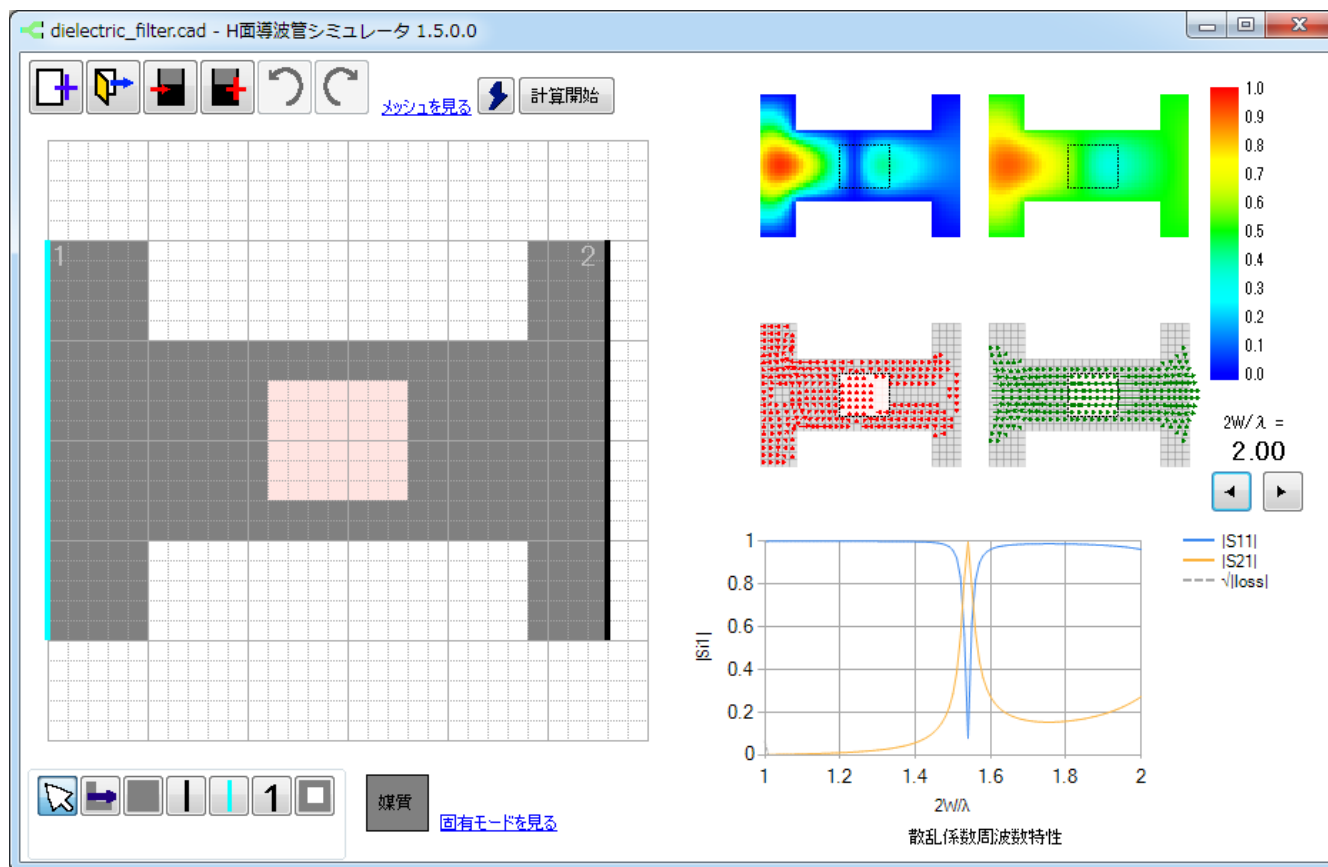 dielectric_filter.cad - H面導波管シミュレータ 1.5.0.0
メッシュを見る
計算開始
1
2
1.0
0.9
0.8
0.7
0.6
0.5
0.4
0.3
0.2
0.1
0.0
2W/λ =
2.00
|S11|
|S21|
√|loss|
|Si1|
1
0.8
0.6
0.4
0.2
0
1
1.2
1.4
1.6
1.8
2
2W/λ
散乱係数周波数特性
1
媒質
固有モードを見る